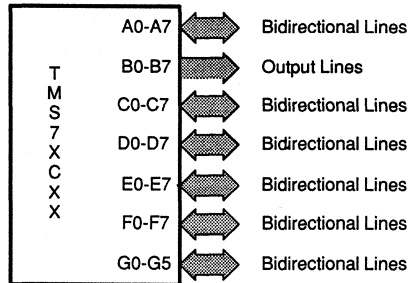 A0-A7 Bidirectional Lines
B0-B7 Output Lines
C0-C7 Bidirectional Lines
D0-D7 Bidirectional Lines
E0-E7 Bidirectional Lines
F0-F7 Bidirectional Lines
G0-G5 Bidirectional Lines
TMS7XCXX